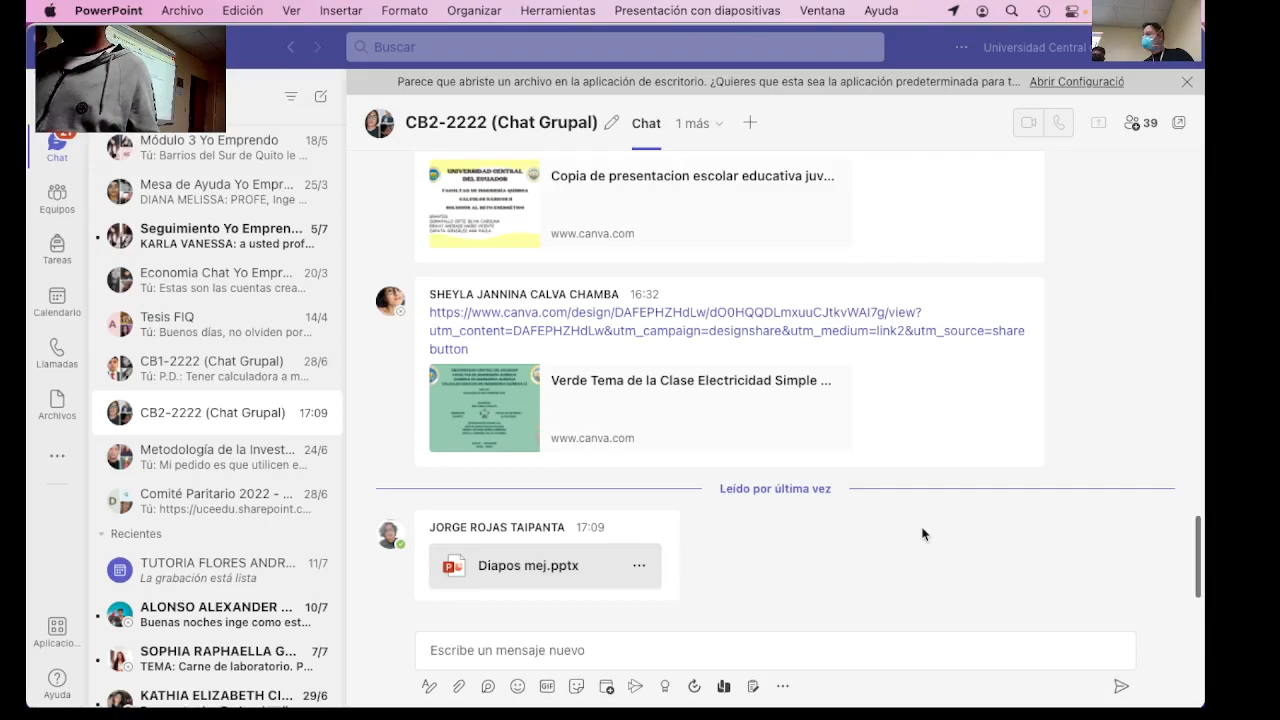 PowerPoint Archivo Edición Ver Insertar Formato Organizar Herramientas Presentación con diapositivas Ventana Ayuda
Buscar
Universidad Central
Parece que abriste un archivo en la aplicación de escritorio. ¿Quieres que esta sea la aplicación predeterminada para t... Abrir Configuració
Chat
Equipos
Tareas
Calendario
Llamadas
Archivos
Aplicacio...
Ayuda
Módulo 3 Yo Emprendo 18/5
Tú: Barrios del Sur de Quito le ...
Mesa de Ayuda Yo Empr... 25/3
DIANA MELISSA: PROFE, Inge ...
Seguimiento Yo Empren... 5/7
KARLA VANESSA: a usted prof...
Economia Chat Yo Empr... 20/3
Tú: Estas son las cuentas crea...
Tesis FIQ 14/4
Tú: Buenos días, no olviden por...
CB1-2222 (Chat Grupal) 28/6
Tú: P.D.: Tener calculadora a m...
CB2-2222 (Chat Grupal) 17:09
Metodología de la Invest... 24/6
Tú: Mi pedido es que utilicen e...
Comité Paritario 2022 - ... 28/6
Tú: https://uceedu.sharepoint.c...
Recientes
TUTORIA FLORES ANDR... 11/7
La grabación está lista
ALONSO ALEXANDER ... 10/7
Buenas noches inge como est...
SOPHIA RAPHAELLA G... 7/7
TEMA: Carne de laboratorio. P...
KATHIA ELIZABETH CI... 29/6
CB2-2222 (Chat Grupal) Chat 1 más 39
UNIVERSIDAD CENTRAL
DEL ECUADOR
FACULTAD DE INGENIERÍA QUÍMICA
Copia de presentacion escolar educativa juv...
www.canva.com
SHEYLA JANNINA CALVA CHAMBA 16:32
https://www.canva.com/design/DAFEPHZHdLw/dO0HQQDLmxuuCJtkvWAI7g/view?
utm_content=DAFEPHZHdLw&utm_campaign=designshare&utm_medium=link2&utm_source=share
button
Verde Tema de la Clase Electricidad Simple ...
www.canva.com
Leído por última vez
JORGE ROJAS TAIPANTA 17:09
Diapos mej.pptx
Escribe un mensaje nuevo
GIF